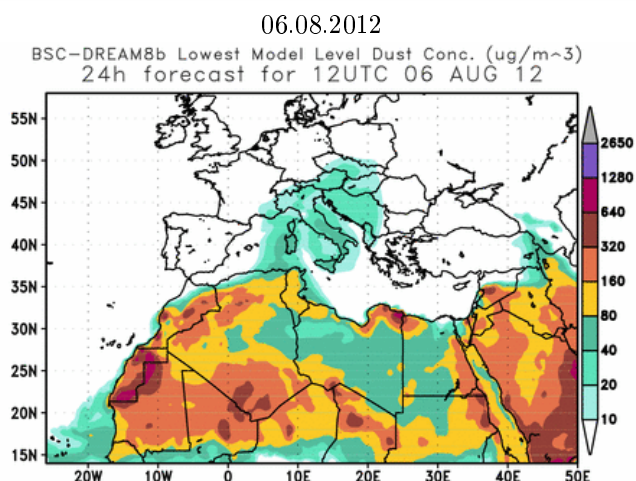 06.08.2012
BSC-DREAM8b Lowest Model Level Dust Conc. (ug/m^3)
24h forecast for 12UTC 06 AUG 12
55N
50N
45N
40N
35N
30N
25N
20N
15N
20W 10W 0 10E 20E 30E 40E 50E
2650
1280
640
320
160
80
40
20
10